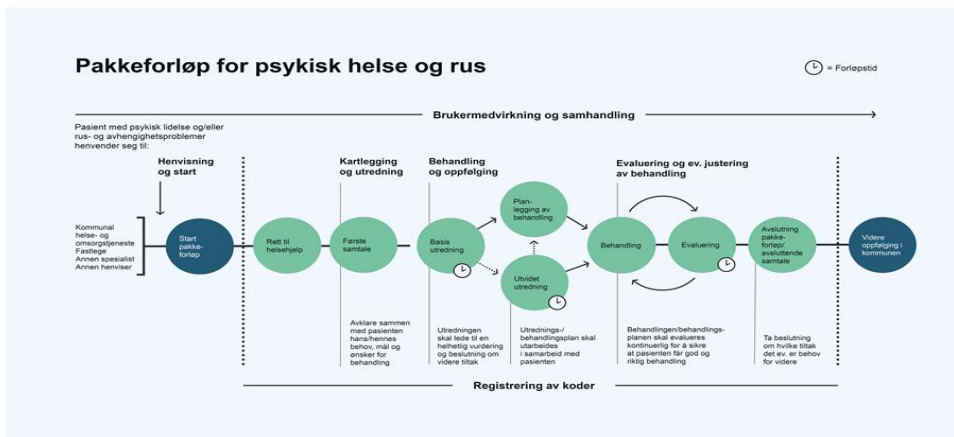 Pakkeforløp for psykisk helse og rus
= Forløpstid
Brukermedvirkning og samhandling
Pasient med psykisk lidelse og/eller
rus- og avhengighetsproblemer
henvender seg til:
Henvisning
og start
Kartlegging
og utredning
Behandling
og oppfølging
Evaluering og ev. justering
av behandling
Kommunal
helse- og
omsorgstjeneste
Fastlege
Annen spesialist
Annen henviser
Start
pakke-
forløp
Rett til
helsehjelp
Første
samtale
Basis
utredning
Plan-
legging av
behandling
Utvidet
utredning
Behandling
Evaluering
Avslutning
pakke-
forløp/
avsluttende
samtale
Videre
oppfølging i
kommunen
Avklare sammen
med pasienten
hans/hennes
behov, mål og
ønsker for
behandling
Utredningen
skal lede til en
helhetlig vurdering
og beslutning om
videre tiltak
Utrednings-/
behandlingsplan skal
utarbeides
i samarbeid med
pasienten
Behandlingen/behandlings-
planen skal evalueres
kontinuerlig for å sikre
at pasienten får god og
riktig behandling
Ta beslutning
om hvilke tiltak
det ev. er behov
for videre
Registrering av koder